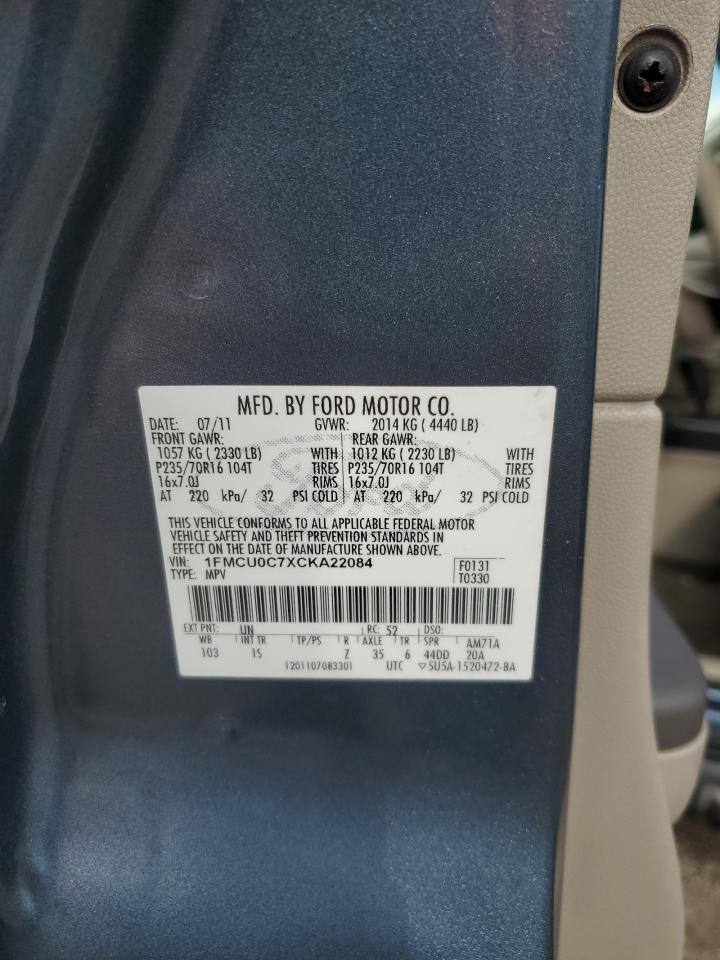 MFD. BY FORD MOTOR CO.
DATE: 07/11 GVWR: 2014 KG ( 4440 LB)
FRONT GAWR: REAR GAWR:
1057 KG ( 2330 LB) WITH 1012 KG ( 2230 LB) WITH
P235/70R16 104T TIRES P235/70R16 104T TIRES
16x7.0J RIMS 16x7.0J RIMS
AT 220 kPa/ 32 PSI COLD AT 220 kPa/ 32 PSI COLD
THIS VEHICLE CONFORMS TO ALL APPLICABLE FEDERAL MOTOR
VEHICLE SAFETY AND THEFT PREVENTION STANDARDS IN
EFFECT ON THE DATE OF MANUFACTURE SHOWN ABOVE.
VIN: 1FMCU0C7XCKA22084 F0131
TYPE: MPV T0330
EXT PNT: UN RC: 52 DSO:
WB INT TR TP/PS R AXLE TR SPR AM71A
103 1S Z 35 6 44DD 20A
1201107083301 UTC ▽5U5A-1520472-BA